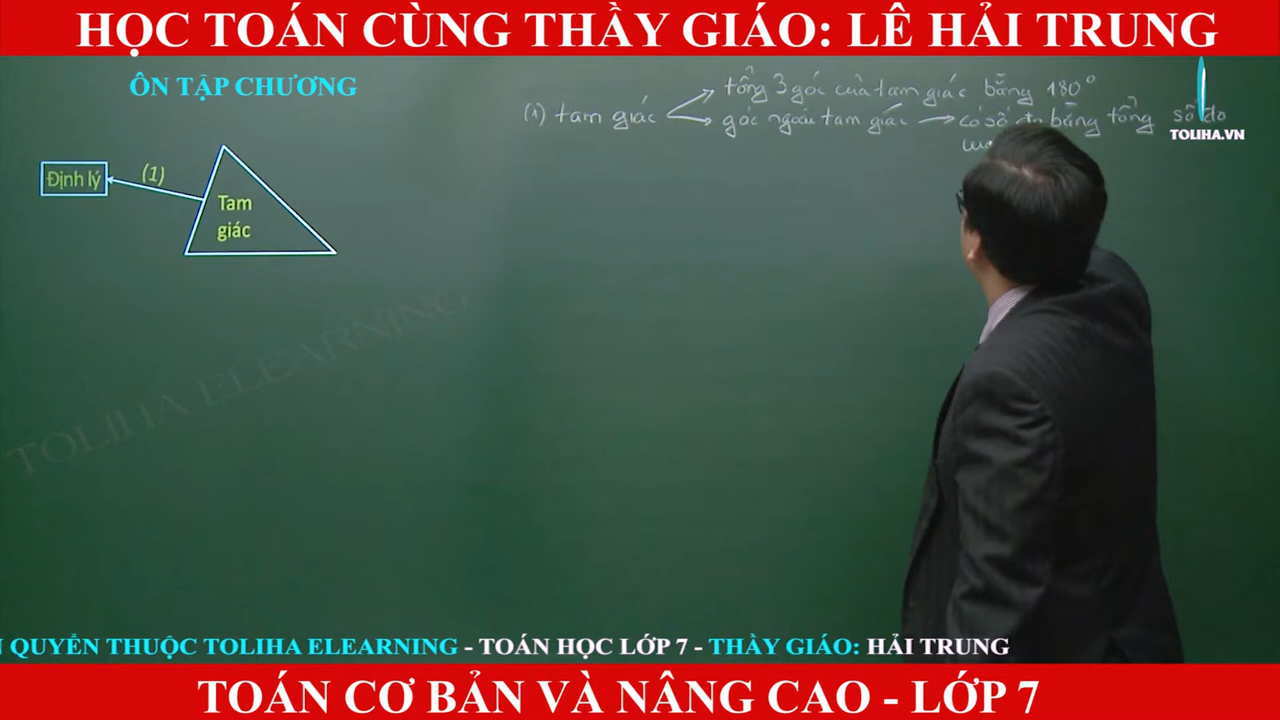 HỌC TOÁN CÙNG THẦY GIÁO: LÊ HẢI TRUNG
ÔN TẬP CHƯƠNG
tổng 3 góc của tam giác bằng 180°
(1) tam giác
góc ngoài tam giác có số đo bằng tổng số đo
TOLIHA.VN
Định lý
(1)
Tam
giác
TOLIHA ELEARNING
QUYỀN THUỘC TOLIHA ELEARNING - TOÁN HỌC LỚP 7 - THẦY GIÁO: HẢI TRUNG
TOÁN CƠ BẢN VÀ NÂNG CAO - LỚP 7